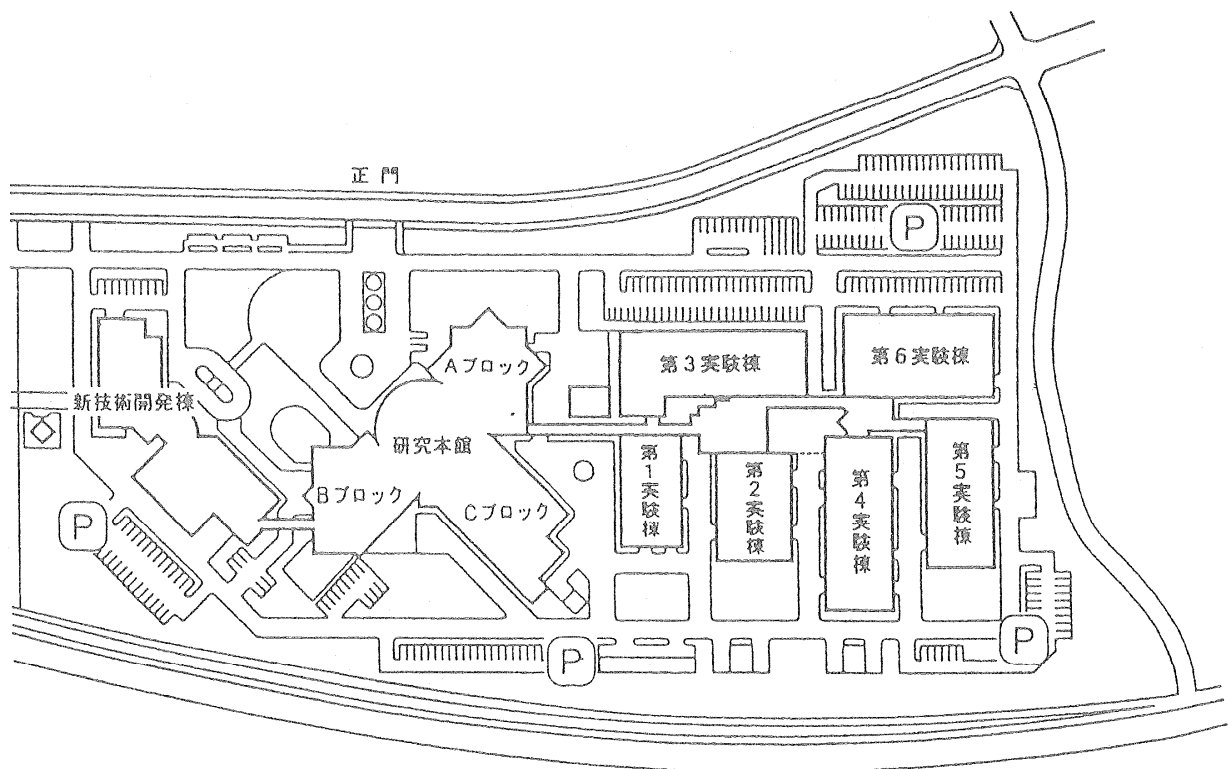 正門
P
Aブロック
第3実験棟
第6実験棟
新技術開発棟
研究本館
Bブロック
Cブロック
第1実験棟
第2実験棟
第4実験棟
第5実験棟
P
P
P